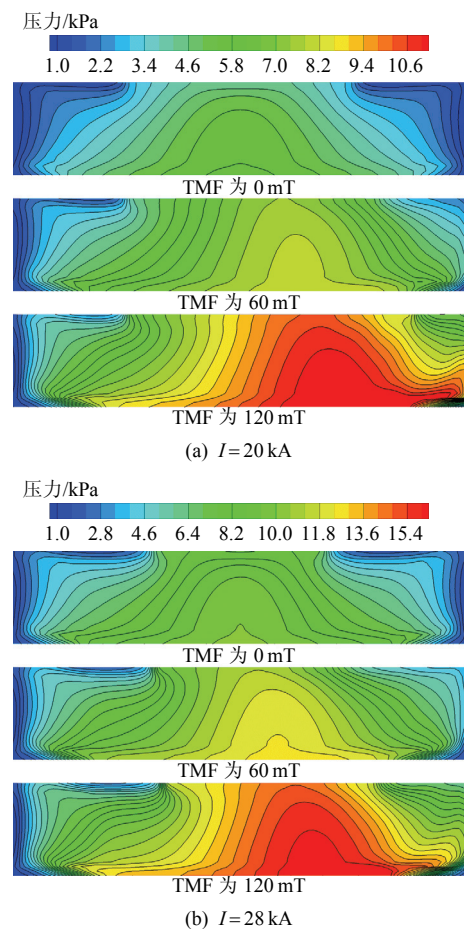 压力/kPa
1.0 2.2 3.4 4.6 5.8 7.0 8.2 9.4 10.6
TMF 为 0 mT
TMF 为 60 mT
TMF 为 120 mT
(a) I=20 kA
压力/kPa
1.0 2.8 4.6 6.4 8.2 10.0 11.8 13.6 15.4
TMF 为 0 mT
TMF 为 60 mT
TMF 为 120 mT
(b) I=28 kA